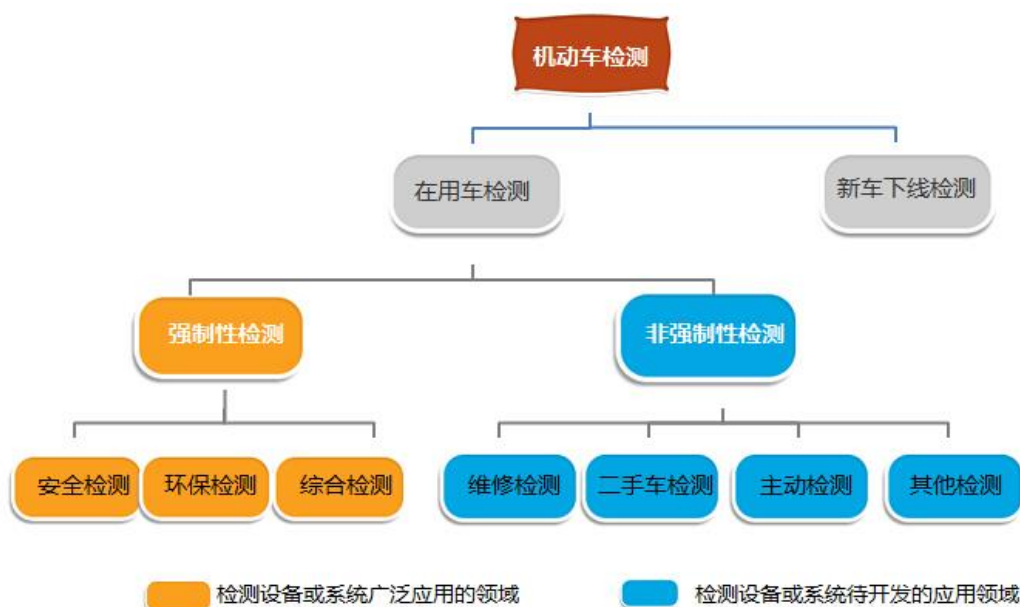 机动车检测
在用车检测
新车下线检测
强制性检测
非强制性检测
安全检测
环保检测
综合检测
维修检测
二手车检测
主动检测
其他检测
检测设备或系统广泛应用的领域
检测设备或系统待开发的应用领域